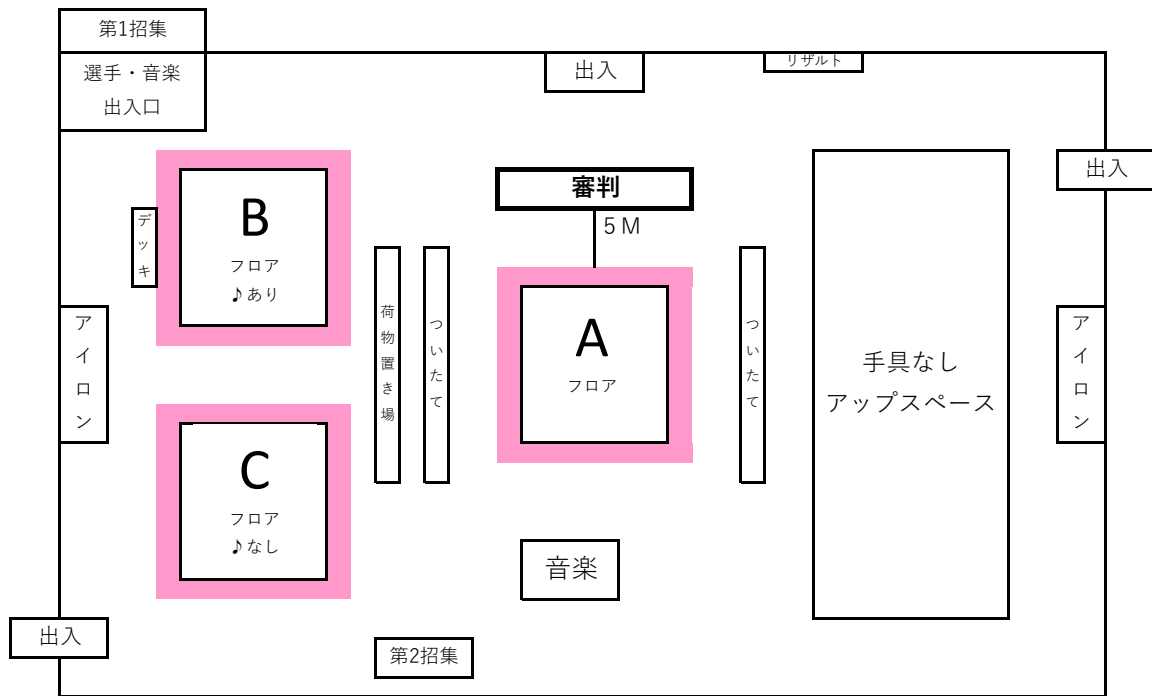 第1招集
選手・音楽
出入口
出入
リザルト
出入
審判
5M
B
フロア
♪あり
デッキ
アイロン
荷物置き場
ついたて
A
フロア
ついたて
手具なし
アップスペース
アイロン
C
フロア
♪なし
音楽
出入
第2招集